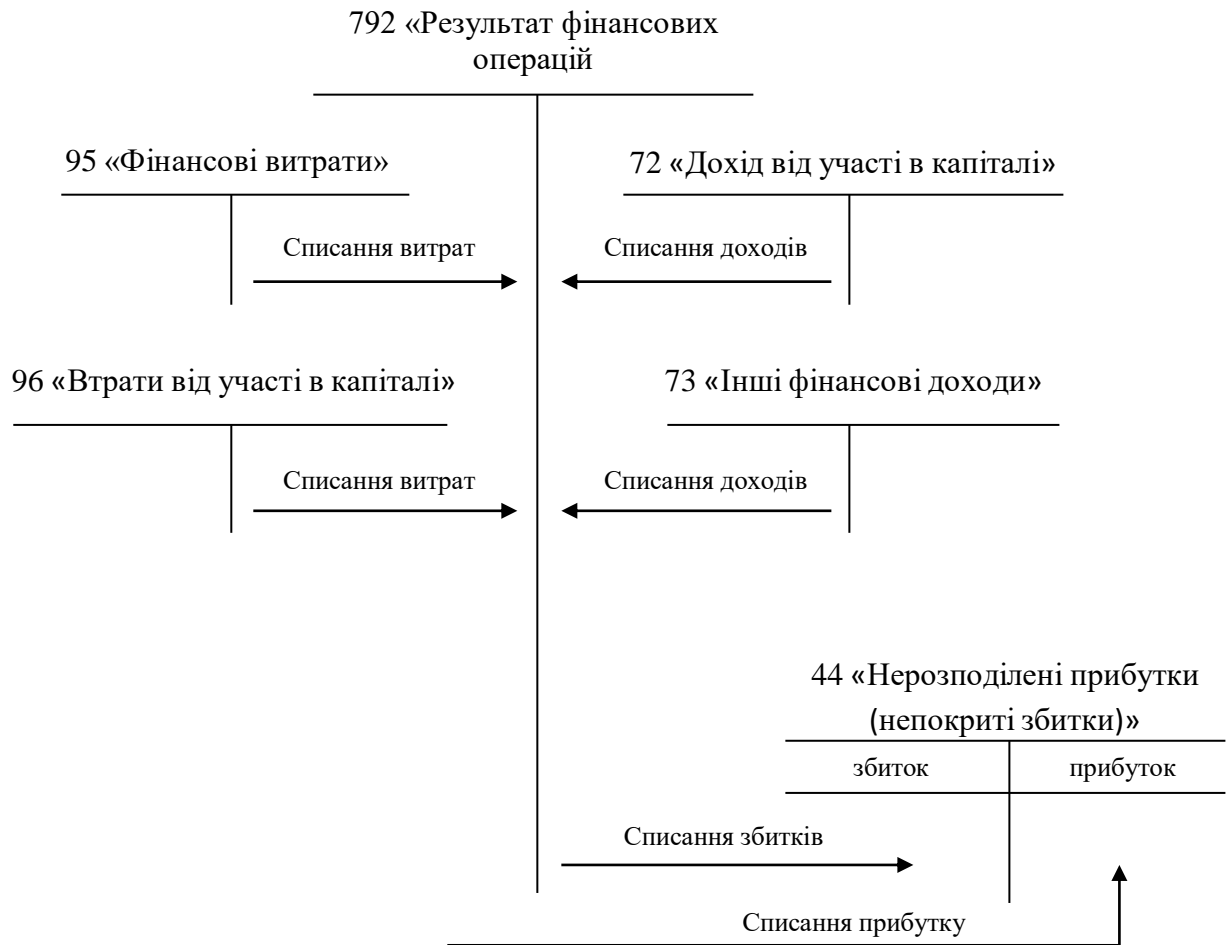 792 «Результат фінансових
операцій
95 «Фінансові витрати»
72 «Дохід від участі в капіталі»
Списання витрат
Списання доходів
96 «Втрати від участі в капіталі»
73 «Інші фінансові доходи»
Списання витрат
Списання доходів
44 «Нерозподілені прибутки
(непокриті збитки)»
збиток
прибуток
Списання збитків
Списання прибутку